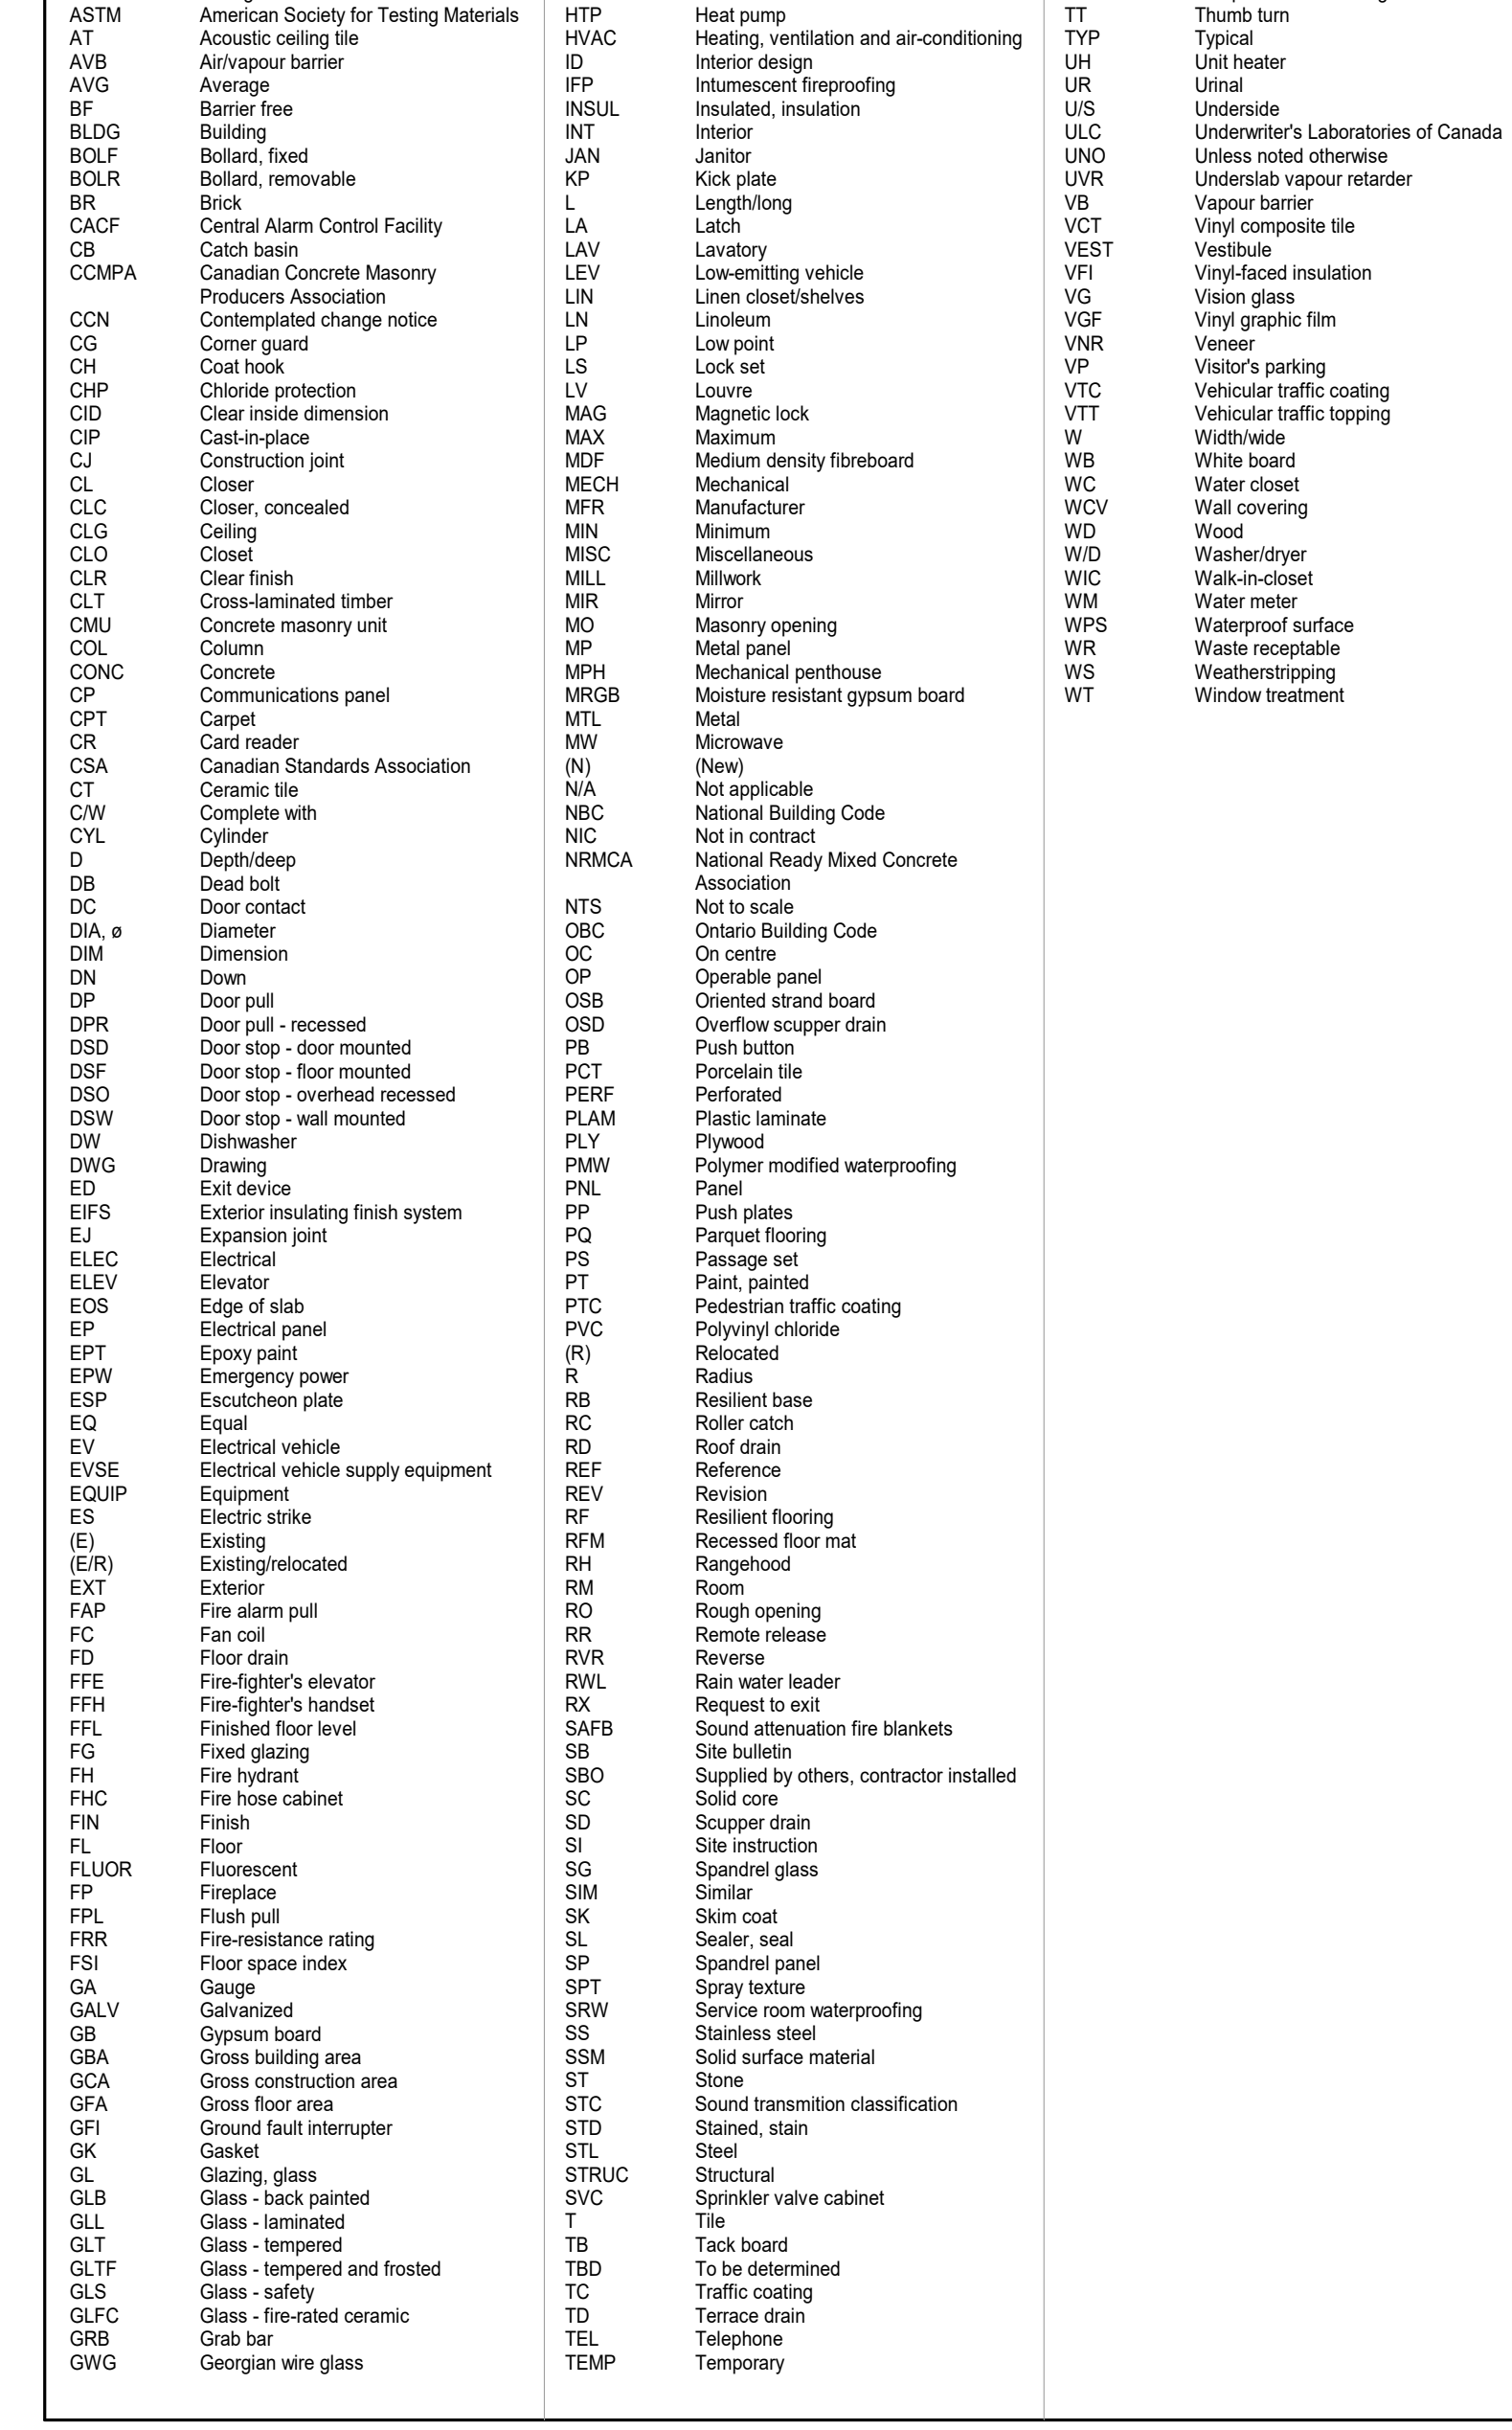 ASTM American Society for Testing Materials
AT Acoustic ceiling tile
AVB Air/vapour barrier
AVG Average
BF Barrier free
BLDG Building
BOLF Bollard, fixed
BOLR Bollard, removable
BR Brick
CACF Central Alarm Control Facility
CB Catch basin
CCMPA Canadian Concrete Masonry
Producers Association
CCN Contemplated change notice
CG Corner guard
CH Coat hook
CHP Chloride protection
CID Clear inside dimension
CIP Cast-in-place
CJ Construction joint
CL Closer
CLC Closer, concealed
CLG Ceiling
CLO Closet
CLR Clear finish
CLT Cross-laminated timber
CMU Concrete masonry unit
COL Column
CONC Concrete
CP Communications panel
CPT Carpet
CR Card reader
CSA Canadian Standards Association
CT Ceramic tile
C/W Complete with
CYL Cylinder
D Depth/deep
DB Dead bolt
DC Door contact
DIA, ø Diameter
DIM Dimension
DN Down
DP Door pull
DPR Door pull - recessed
DSD Door stop - door mounted
DSF Door stop - floor mounted
DSO Door stop - overhead recessed
DSW Door stop - wall mounted
DW Dishwasher
DWG Drawing
ED Exit device
EIFS Exterior insulating finish system
EJ Expansion joint
ELEC Electrical
ELEV Elevator
EOS Edge of slab
EP Electrical panel
EPT Epoxy paint
EPW Emergency power
ESP Escutcheon plate
EQ Equal
EV Electrical vehicle
EVSE Electrical vehicle supply equipment
EQUIP Equipment
ES Electric strike
(E) Existing
(E/R) Existing/relocated
EXT Exterior
FAP Fire alarm pull
FC Fan coil
FD Floor drain
FFE Fire-fighter's elevator
FFH Fire-fighter's handset
FFL Finished floor level
FG Fixed glazing
FH Fire hydrant
FHC Fire hose cabinet
FIN Finish
FL Floor
FLUOR Fluorescent
FP Fireplace
FPL Flush pull
FRR Fire-resistance rating
FSI Floor space index
GA Gauge
GALV Galvanized
GB Gypsum board
GBA Gross building area
GCA Gross construction area
GFA Gross floor area
GFI Ground fault interrupter
GK Gasket
GL Glazing, glass
GLB Glass - back painted
GLL Glass - laminated
GLT Glass - tempered
GLTF Glass - tempered and frosted
GLS Glass - safety
GLFC Glass - fire-rated ceramic
GRB Grab bar
GWG Georgian wire glass
HTP Heat pump
HVAC Heating, ventilation and air-conditioning
ID Interior design
IFP Intumescent fireproofing
INSUL Insulated, insulation
INT Interior
JAN Janitor
KP Kick plate
L Length/long
LA Latch
LAV Lavatory
LEV Low-emitting vehicle
LIN Linen closet/shelves
LN Linoleum
LP Low point
LS Lock set
LV Louvre
MAG Magnetic lock
MAX Maximum
MDF Medium density fibreboard
MECH Mechanical
MFR Manufacturer
MIN Minimum
MISC Miscellaneous
MILL Millwork
MIR Mirror
MO Masonry opening
MP Metal panel
MPH Mechanical penthouse
MRGB Moisture resistant gypsum board
MTL Metal
MW Microwave
(N) (New)
N/A Not applicable
NBC National Building Code
NIC Not in contract
NRMCA National Ready Mixed Concrete
Association
NTS Not to scale
OBC Ontario Building Code
OC On centre
OP Operable panel
OSB Oriented strand board
OSD Overflow scupper drain
PB Push button
PCT Porcelain tile
PERF Perforated
PLAM Plastic laminate
PLY Plywood
PMW Polymer modified waterproofing
PNL Panel
PP Push plates
PQ Parquet flooring
PS Passage set
PT Paint, painted
PTC Pedestrian traffic coating
PVC Polyvinyl chloride
(R) Relocated
R Radius
RB Resilient base
RC Roller catch
RD Roof drain
REF Reference
REV Revision
RF Resilient flooring
RFM Recessed floor mat
RH Rangehood
RM Room
RO Rough opening
RR Remote release
RVR Reverse
RWL Rain water leader
RX Request to exit
SAFB Sound attenuation fire blankets
SB Site bulletin
SBO Supplied by others, contractor installed
SC Solid core
SD Scupper drain
SI Site instruction
SG Spandrel glass
SIM Similar
SK Skim coat
SL Sealer, seal
SP Spandrel panel
SPT Spray texture
SRW Service room waterproofing
SS Stainless steel
SSM Solid surface material
ST Stone
STC Sound transmition classification
STD Stained, stain
STL Steel
STRUC Structural
SVC Sprinkler valve cabinet
T Tile
TB Tack board
TBD To be determined
TC Traffic coating
TD Terrace drain
TEL Telephone
TEMP Temporary
TT Thumb turn
TYP Typical
UH Unit heater
UR Urinal
U/S Underside
ULC Underwriter's Laboratories of Canada
UNO Unless noted otherwise
UVR Underslab vapour retarder
VB Vapour barrier
VCT Vinyl composite tile
VEST Vestibule
VFI Vinyl-faced insulation
VG Vision glass
VGF Vinyl graphic film
VNR Veneer
VP Visitor's parking
VTC Vehicular traffic coating
VTT Vehicular traffic topping
W Width/wide
WB White board
WC Water closet
WCV Wall covering
WD Wood
W/D Washer/dryer
WIC Walk-in-closet
WM Water meter
WPS Waterproof surface
WR Waste receptable
WS Weatherstripping
WT Window treatment